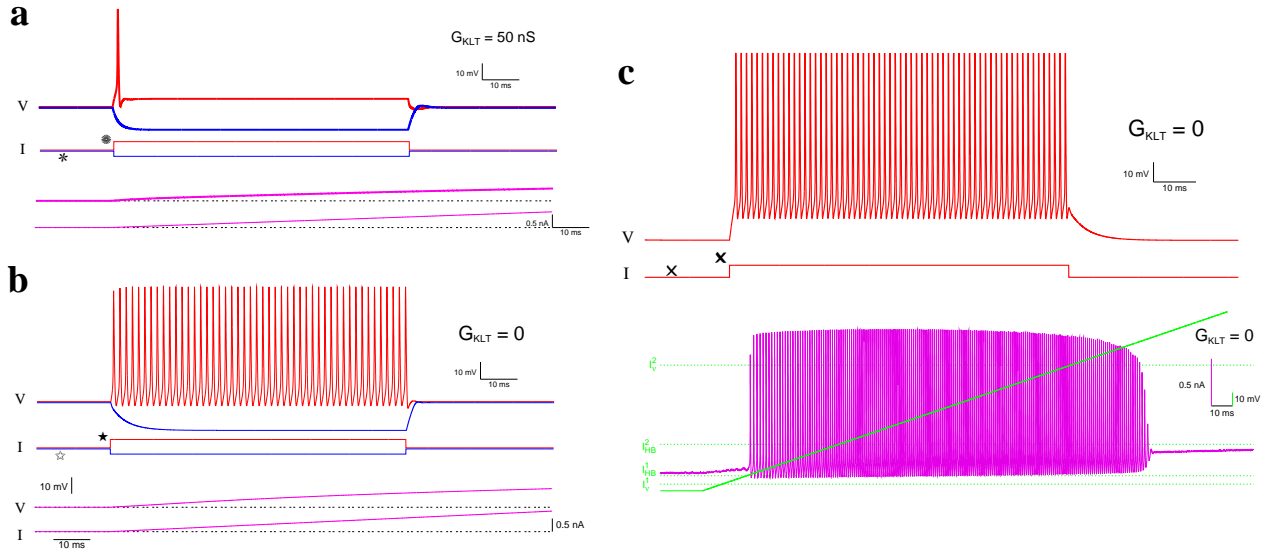 a
G_KLT = 50 nS
10 mV
10 ms
V
I
0.5 nA
10 ms
b
G_KLT = 0
10 mV
10 ms
V
I
10 mV
V
I
0.5 nA
10 ms
c
G_KLT = 0
10 mV
10 ms
V
I
G_KLT = 0
I_v^2
0.5 nA
10 mV
10 ms
I_HB^2
I_HB^1
I_v^1